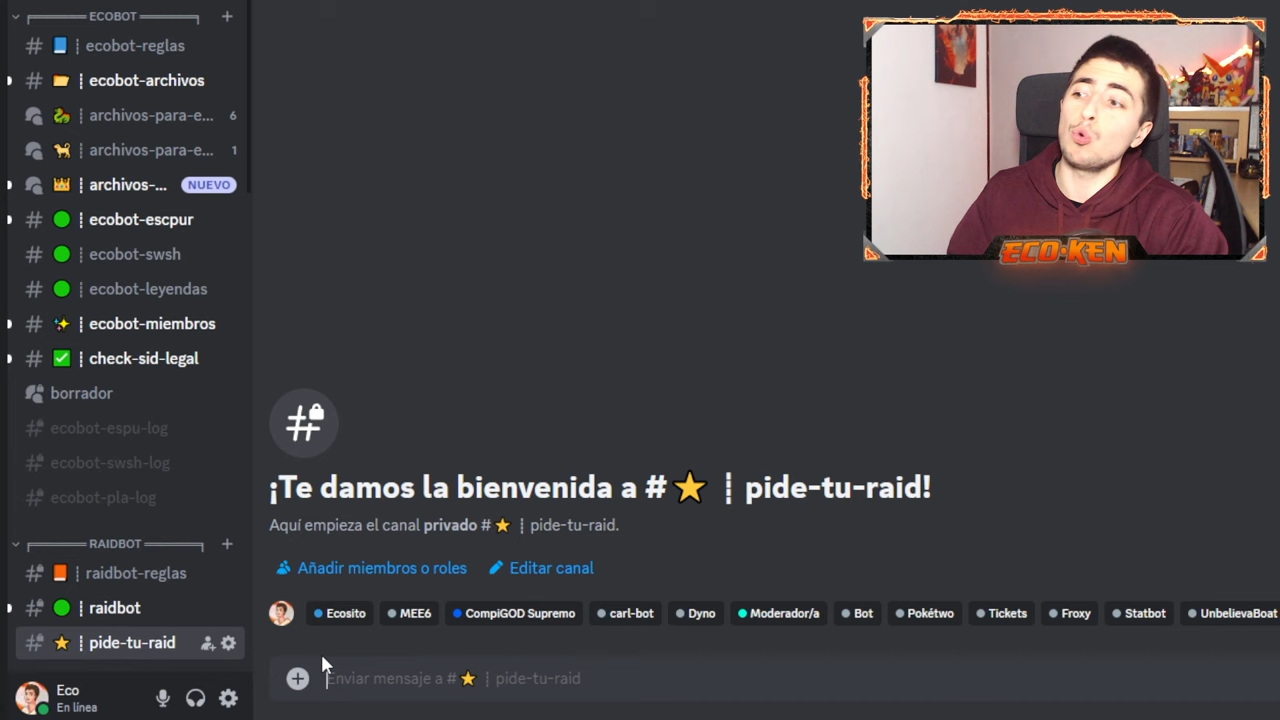 ECOBOT
ecobot-reglas
ecobot-archivos
archivos-para-e... 6
archivos-para-e... 1
archivos-... NUEVO
ecobot-escpur
ecobot-swsh
ecobot-leyendas
ecobot-miembros
check-sid-legal
borrador
ecobot-espu-log
ecobot-swsh-log
ecobot-pla-log
RAIDBOT
raidbot-reglas
raidbot
pide-tu-raid
Eco
En línea
ECO·KEN
¡Te damos la bienvenida a #⭐┊pide-tu-raid!
Aquí empieza el canal privado #⭐┊pide-tu-raid.
Añadir miembros o roles Editar canal
Ecosito MEE6 CompiGOD Supremo carl-bot Dyno Moderador/a Bot Pokétwo Tickets Froxy Statbot UnbelievaBoat
Enviar mensaje a #⭐┊pide-tu-raid